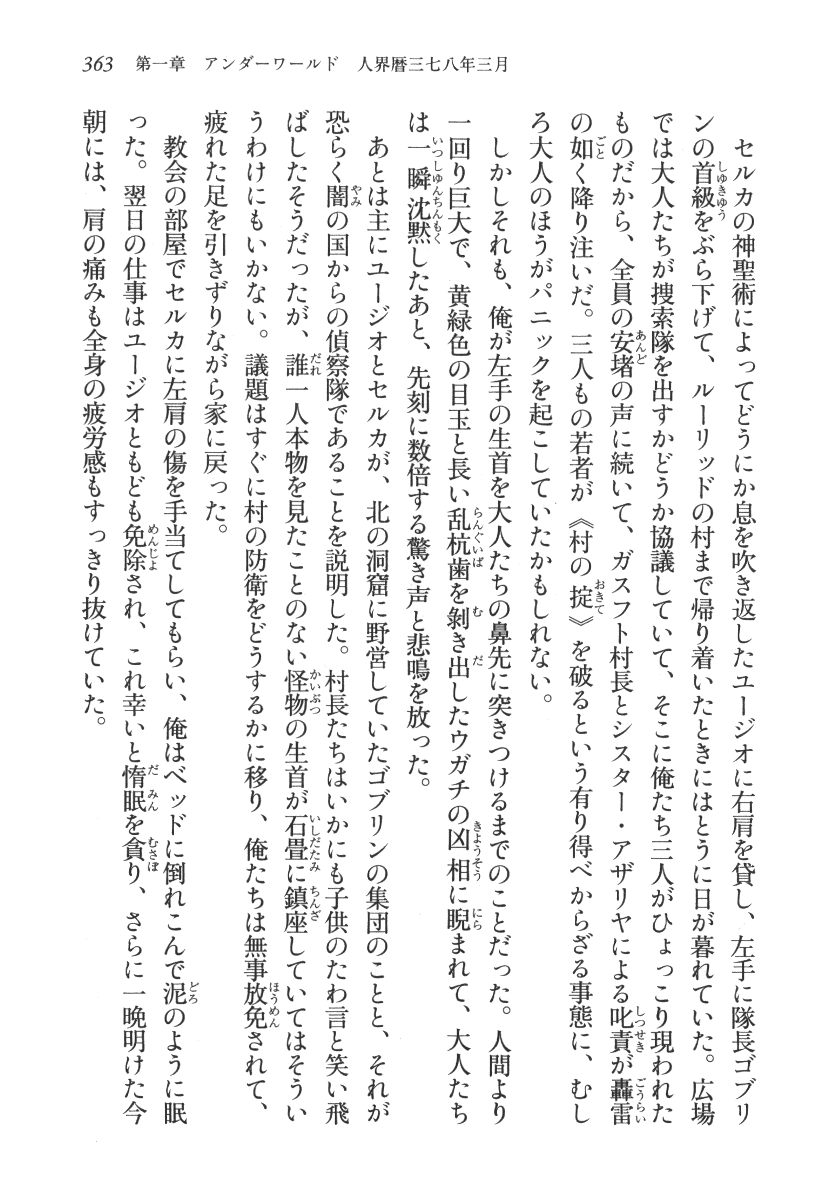 363　第一章　アンダーワールド　人界暦三七八年三月
　セルカの神聖術によってどうにか息を吹き返したユージオに右肩を貸し、左手に隊長ゴブリ
ンの首級をぶら下げて、ルーリッドの村まで帰り着いたときにはとうに日が暮れていた。広場
では大人たちが捜索隊を出すかどうか協議していて、そこに俺たち三人がひょっこり現われた
ものだから、全員の安堵の声に続いて、ガスフト村長とシスター・アザリヤによる叱責が轟雷
の如く降り注いだ。三人もの若者が《村の掟》を破るという有り得べからざる事態に、むし
ろ大人のほうがパニックを起こしていたかもしれない。
　しかしそれも、俺が左手の生首を大人たちの鼻先に突きつけるまでのことだった。人間より
一回り巨大で、黄緑色の目玉と長い乱杭歯を剝き出したウガチの凶相に睨まれて、大人たち
は一瞬沈黙したあと、先刻に数倍する驚き声と悲鳴を放った。
　あとは主にユージオとセルカが、北の洞窟に野営していたゴブリンの集団のことと、それが
恐らく闇の国からの偵察隊であることを説明した。村長たちはいかにも子供のたわ言と笑い飛
ばしたそうだったが、誰一人本物を見たことのない怪物の生首が石畳に鎮座していてはそうい
うわけにもいかない。議題はすぐに村の防衛をどうするかに移り、俺たちは無事放免されて、
疲れた足を引きずりながら家に戻った。
　教会の部屋でセルカに左肩の傷を手当てしてもらい、俺はベッドに倒れこんで泥のように眠
った。翌日の仕事はユージオともども免除され、これ幸いと惰眠を貪り、さらに一晩明けた今
朝には、肩の痛みも全身の疲労感もすっきり抜けていた。